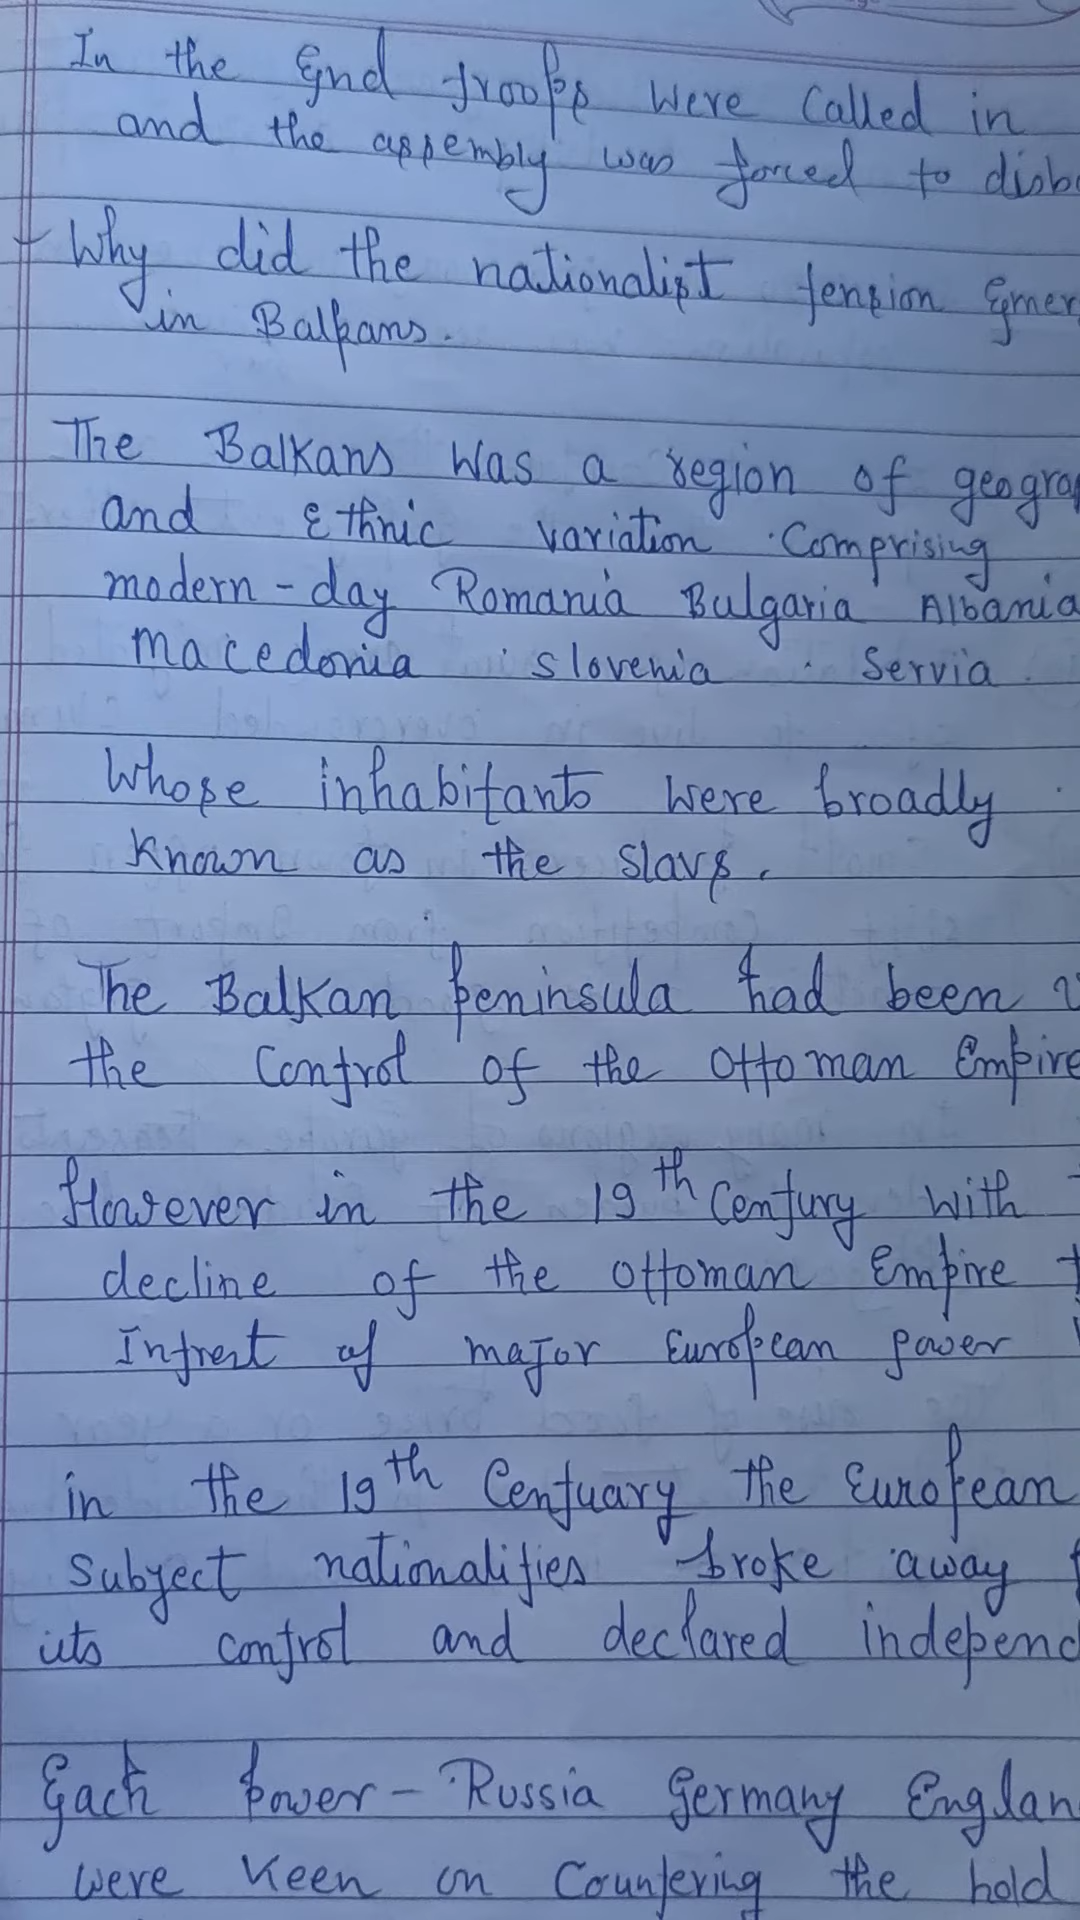 In the End troops were Called in
and the assembly was forced to disb
Why did the nationalist tension Emer
in Balkans.
The Balkans was a region of geogra
and Ethnic variation Comprising
modern-day Romania Bulgaria Albania
Macedonia slovenia Servia
Whose inhabitants were broadly
known as the slavs.
The Balkan peninsula had been
the Control of the Ottoman Empire
However in the 19th Century with
decline of the Ottoman Empire
Intrest of major European power
in the 19th Centuary the European
subject nationalities broke away
its control and declared independ
Each power - Russia Germany Englan
were keen on Countering the hold